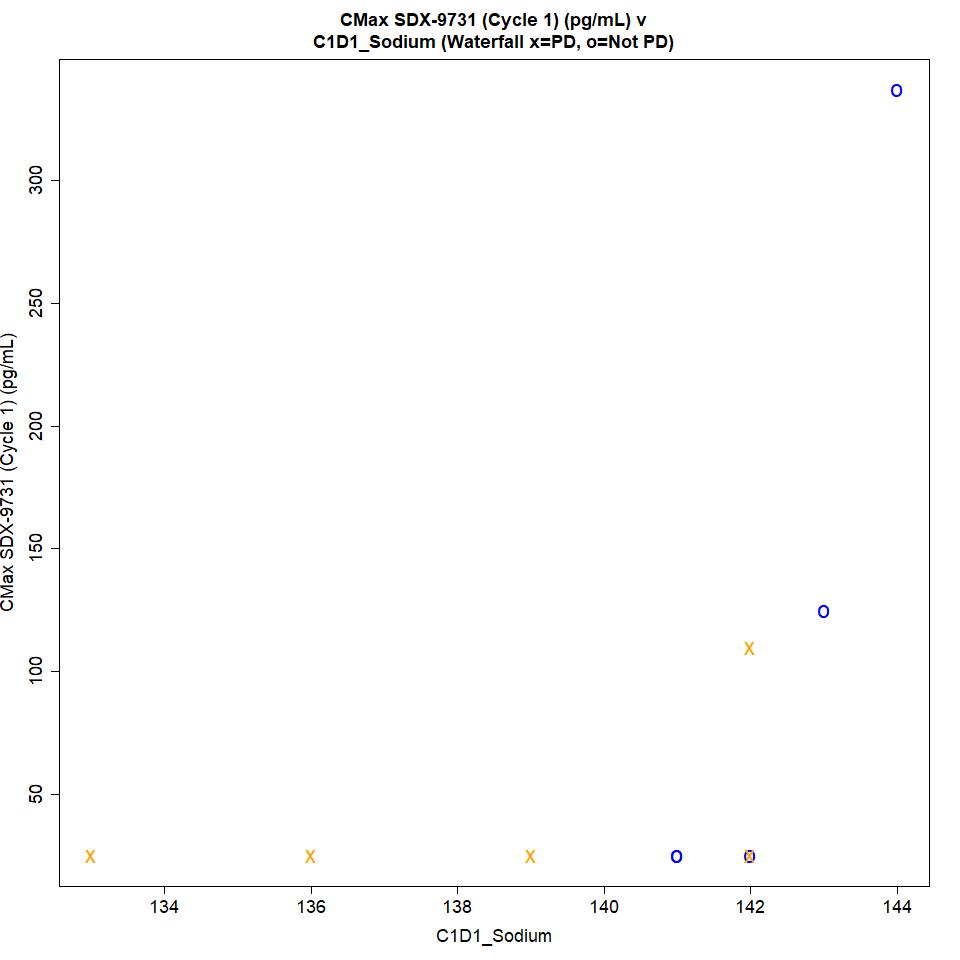 CMax SDX-9731 (Cycle 1) (pg/mL) v
C1D1_Sodium (Waterfall x=PD, o=Not PD)
CMax SDX-9731 (Cycle 1) (pg/mL)
300
250
200
150
100
50
O
O
X
X
X
X
O
O
X
134
136
138
140
142
144
C1D1_Sodium